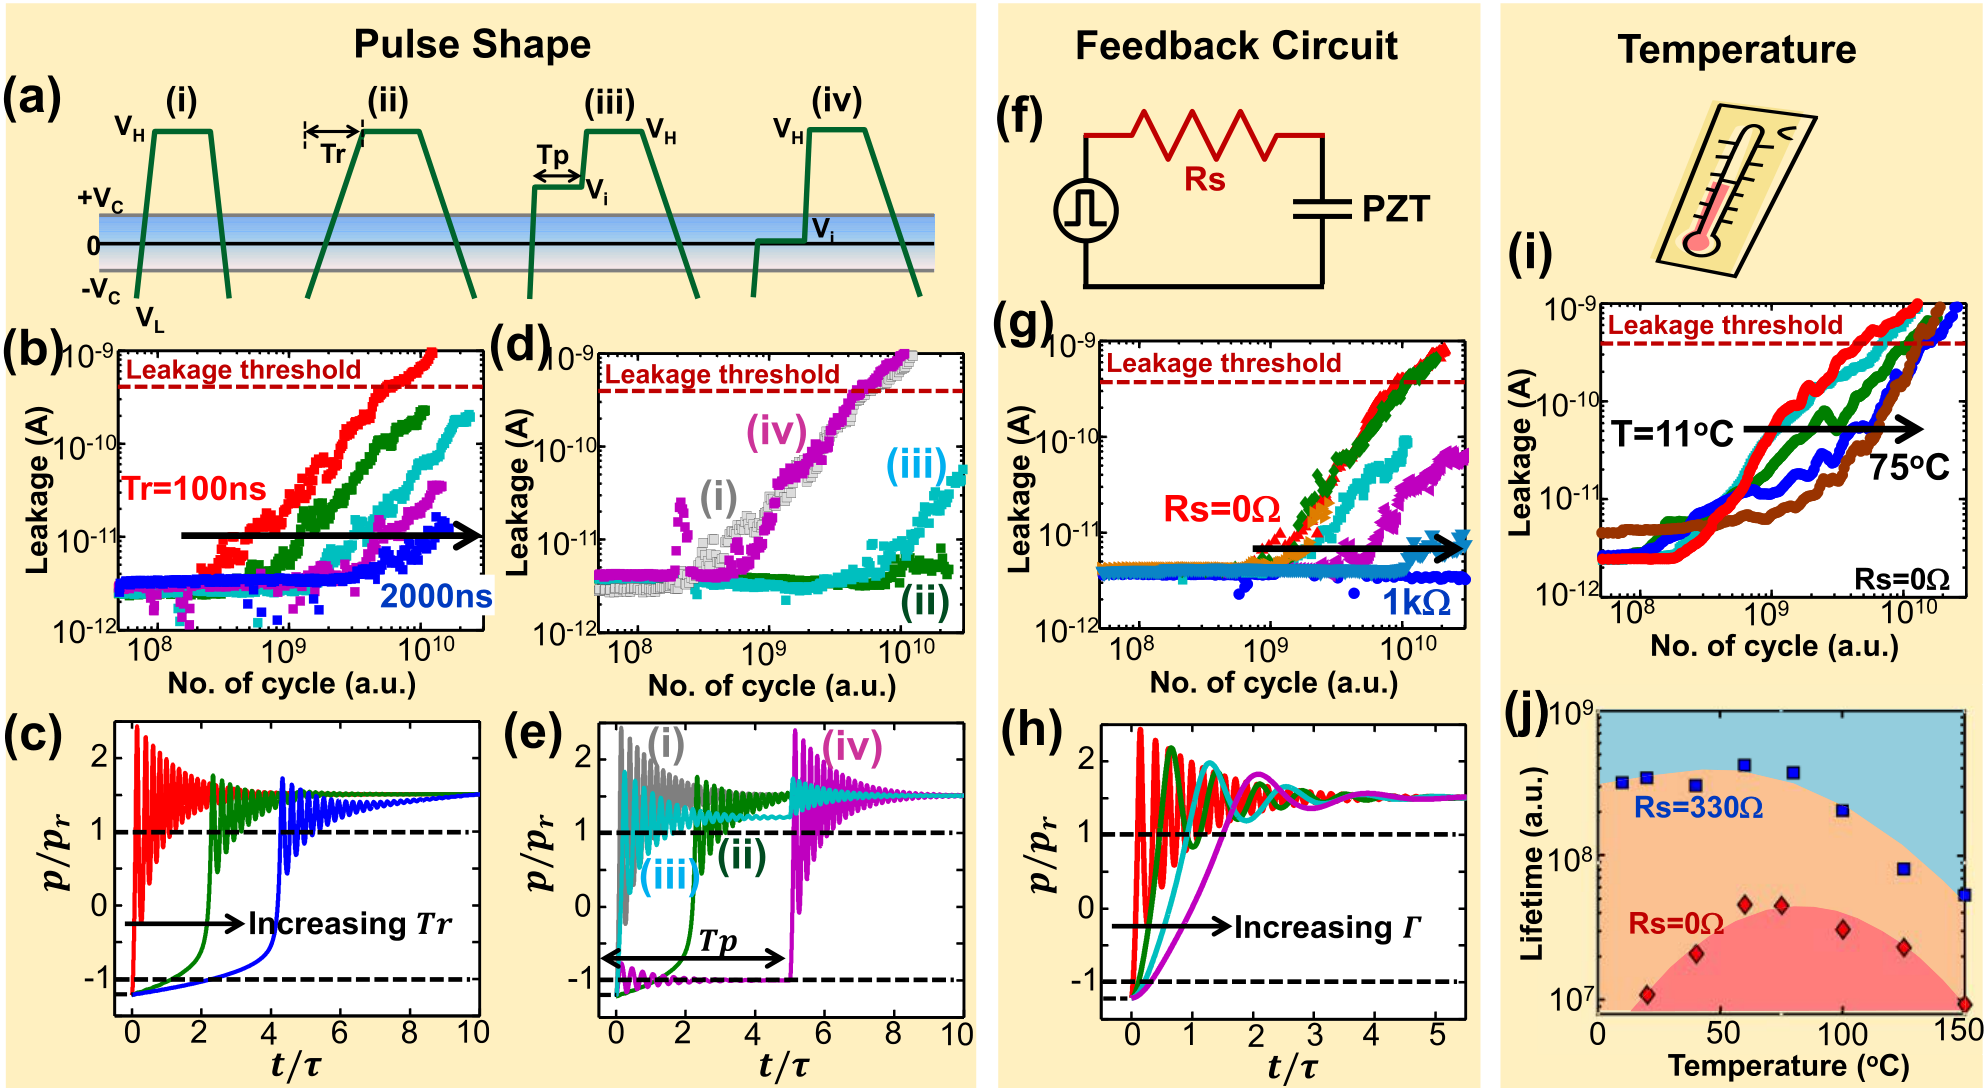 Pulse Shape
(a)
(i)
(ii)
(iii)
(iv)
V_H
Tr
Tp
V_H
V_H
V_i
V_i
+V_C
0
-V_C
V_L
(b)
10^-9
Leakage threshold
10^-10
Tr=100ns
10^-11
2000ns
10^-12
10^8
10^9
10^10
Leakage (A)
No. of cycle (a.u.)
(d)
10^-9
Leakage threshold
10^-10
(iv)
(iii)
(i)
10^-11
(ii)
10^-12
10^8
10^9
10^10
Leakage (A)
No. of cycle (a.u.)
(c)
2
1
0
-1
Increasing Tr
0
2
4
6
8
10
p/p_r
t/τ
(e)
2
1
0
-1
(i)
(iv)
(ii)
(iii)
Tp
0
2
4
6
8
10
p/p_r
t/τ
Feedback Circuit
(f)
Rs
PZT
(g)
10^-9
Leakage threshold
10^-10
Rs=0Ω
10^-11
1kΩ
10^-12
10^8
10^9
10^10
Leakage (A)
No. of cycle (a.u.)
(h)
2
1
0
-1
Increasing Γ
0
1
2
3
4
5
p/p_r
t/τ
Temperature
(i)
10^-9
Leakage threshold
10^-10
T=11°C
75°C
10^-11
Rs=0Ω
10^-12
10^8
10^9
10^10
Leakage (A)
No. of cycle (a.u.)
(j)
10^9
Rs=330Ω
10^8
Rs=0Ω
10^7
0
50
100
150
Lifetime (a.u.)
Temperature (°C)